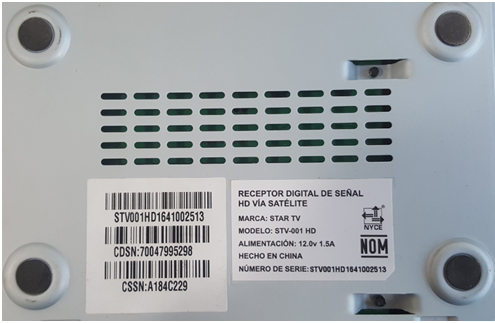 STV001HD1641002513
CDSN:70047995298
CSSN:A184C229
RECEPTOR DIGITAL DE SEÑAL
HD VÍA SATÉLITE
MARCA: STAR TV
MODELO: STV-001 HD
ALIMENTACIÓN: 12.0v 1.5A
HECHO EN CHINA
NÚMERO DE SERIE: STV001HD1641002513
NYCE
NOM